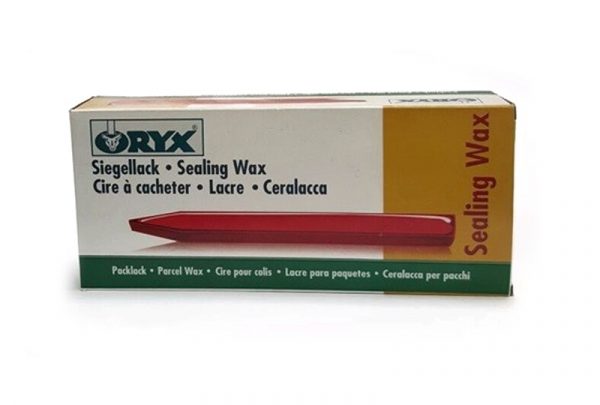 ORYX®
Siegellack • Sealing Wax
Cire à cacheter • Lacre • Ceralacca
Packlack • Parcel Wax • Cire pour colis • Lacre para paquetes • Ceralacca per pacchi
Sealing Wax